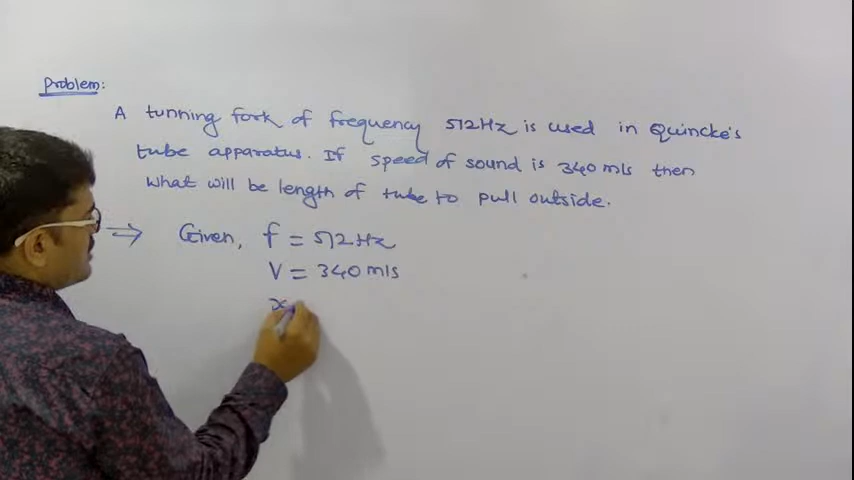 Problem:
A tunning fork of frequency 512Hz is used in Quincke's
tube apparatus. If speed of sound is 340 m/s then
what will be length of tube to pull outside.
⇒ Given, f = 512Hz
V = 340 m/s
x